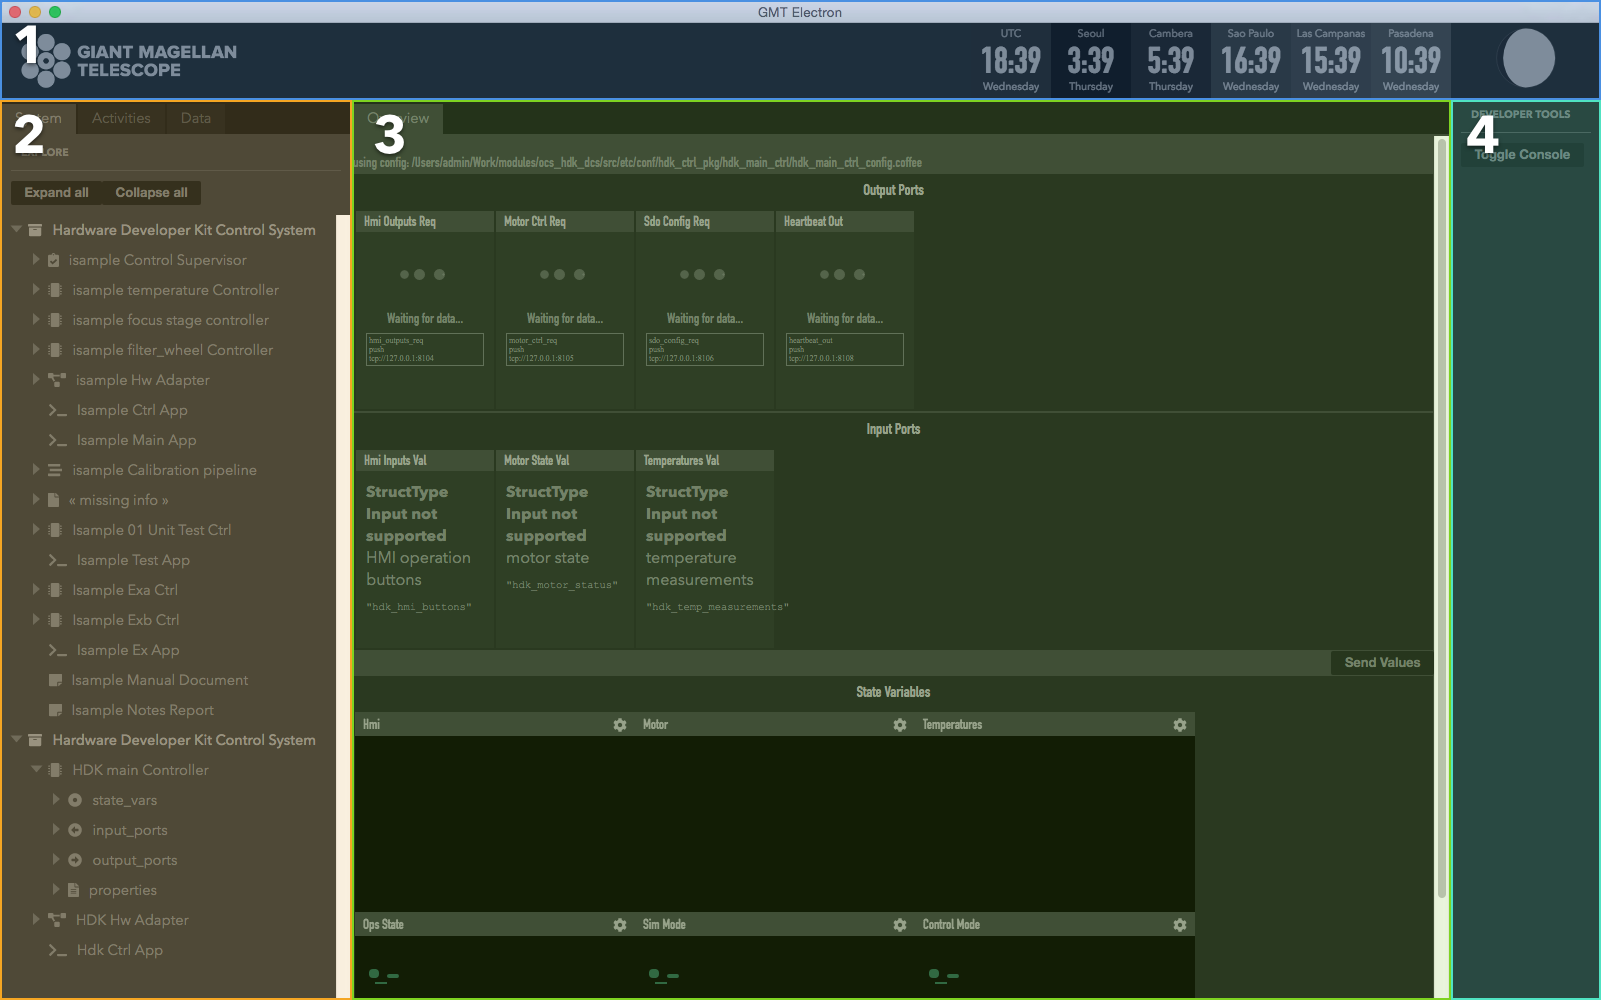 GMT Electron
1
GIANT MAGELLAN
TELESCOPE
UTC
18:39
Wednesday
Seoul
3:39
Thursday
Cambera
5:39
Thursday
Sao Paulo
16:39
Wednesday
Las Campanas
15:39
Wednesday
Pasadena
10:39
Wednesday
2
System Activities Data
EXPLORE
Expand all Collapse all
Hardware Developer Kit Control System
isample Control Supervisor
isample temperature Controller
isample focus stage controller
isample filter_wheel Controller
isample Hw Adapter
Isample Ctrl App
Isample Main App
isample Calibration pipeline
« missing info »
Isample 01 Unit Test Ctrl
Isample Test App
Isample Exa Ctrl
Isample Exb Ctrl
Isample Ex App
Isample Manual Document
Isample Notes Report
Hardware Developer Kit Control System
HDK main Controller
state_vars
input_ports
output_ports
properties
HDK Hw Adapter
Hdk Ctrl App
3
Overview
using config: /Users/admin/Work/modules/ocs_hdk_dcs/src/etc/conf/hdk_ctrl_pkg/hdk_main_ctrl/hdk_main_ctrl_config.coffee
Output Ports
Hmi Outputs Req
Waiting for data...
hmi_outputs_req
push
tcp://127.0.0.1:8104
Motor Ctrl Req
Waiting for data...
motor_ctrl_req
push
tcp://127.0.0.1:8105
Sdo Config Req
Waiting for data...
sdo_config_req
push
tcp://127.0.0.1:8106
Heartbeat Out
Waiting for data...
heartbeat_out
push
tcp://127.0.0.1:8108
Input Ports
Hmi Inputs Val
StructType
Input not
supported
HMI operation
buttons
"hdk_hmi_buttons"
Motor State Val
StructType
Input not
supported
motor state
"hdk_motor_status"
Temperatures Val
StructType
Input not
supported
temperature
measurements
"hdk_temp_measurements"
Send Values
State Variables
Hmi
Motor
Temperatures
Ops State
Sim Mode
Control Mode
4
DEVELOPER TOOLS
Toggle Console